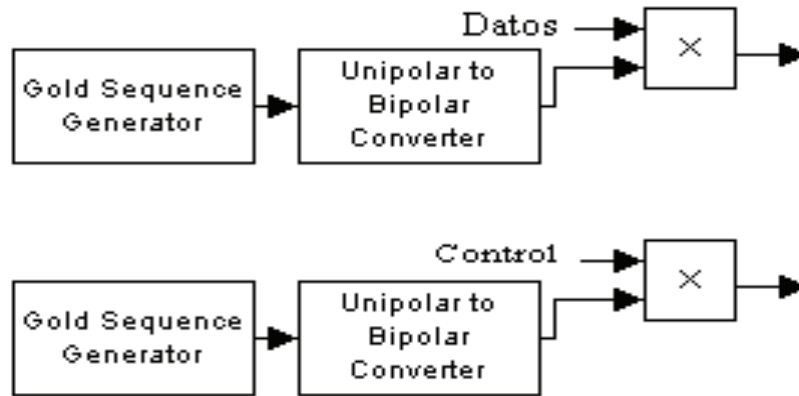 Datos
×
Gold Sequence
Generator
Unipolar to
Bipolar
Converter
Control
×
Gold Sequence
Generator
Unipolar to
Bipolar
Converter